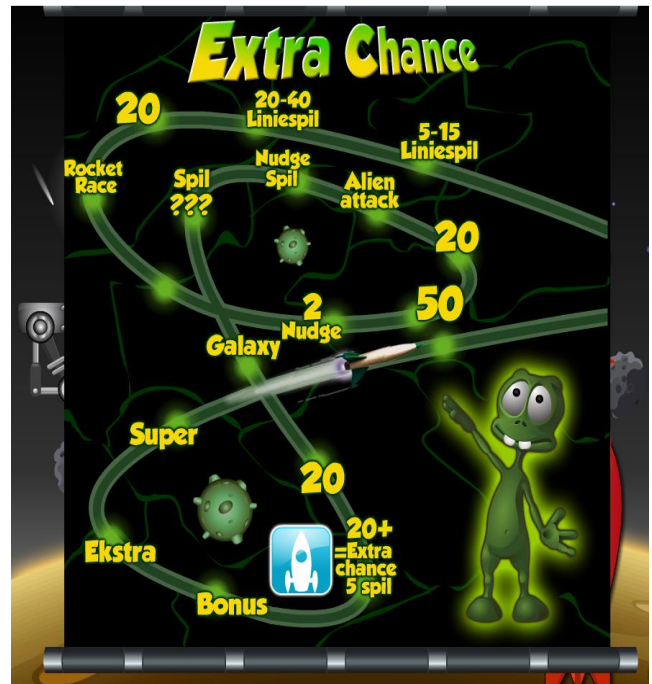 Extra Chance
20
20-40
Liniespil
5-15
Liniespil
Rocket
Race
Spil
???
Nudge
Spil
Alien
attack
20
50
2
Nudge
Galaxy
Super
20
20+
=Extra
chance
5 spil
Ekstra
Bonus